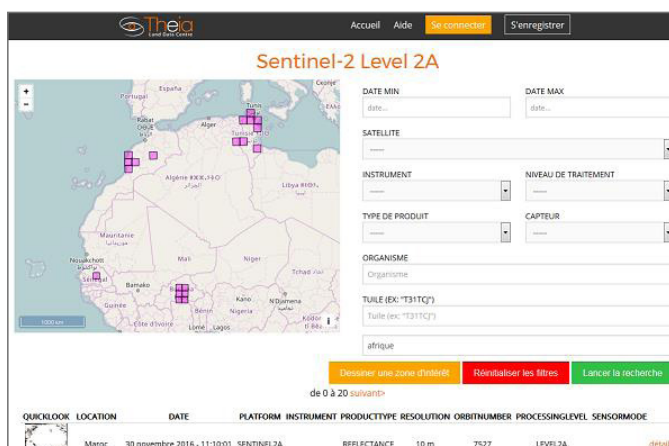 Theia
Land Data Centre
Accueil Aide Se connecter S'enregistrer
Sentinel-2 Level 2A
+
−
Portugal
España
Tunis
Rabat
Alger
Tunisie
Algérie
Libya
Mauritanie
Nouakchott
Mali
Niger
Tchad
Sénégal
Bamako
Kano
N'Djamena
Guinée
Bénin
Nigeria
Côte d'Ivoire
Lomé
Lagos
1000 km
i
DATE MIN DATE MAX
date... date...
SATELLITE
-----
INSTRUMENT NIVEAU DE TRAITEMENT
----- -----
TYPE DE PRODUIT CAPTEUR
----- -----
ORGANISME
Organisme
TUILE (EX: "T31TCJ")
Tuile (ex: "T31TCJ")
afrique
Dessiner une zone d'intérêt Réinitialiser les filtres Lancer la recherche
de 0 à 20 suivant>
QUICKLOOK LOCATION DATE PLATFORM INSTRUMENT PRODUCTTYPE RESOLUTION ORBITNUMBER PROCESSINGLEVEL SENSORMODE
Maroc 30 novembre 2016 - 11:10:01 SENTINEL2A REFLECTANCE 10 m 7527 LEVEL2A détail